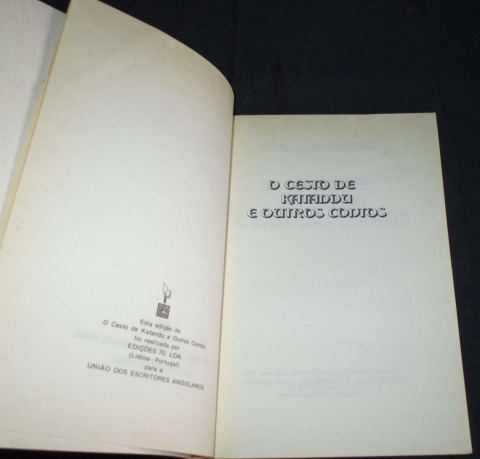 Esta edição de
O Cesto de Katandu e Outros Contos
foi realizada por
EDIÇÕES 70, LDA.
(Lisboa - Portugal)
para a
UNIÃO DOS ESCRITORES ANGOLANOS
O CESTO DE
KATANDU
E OUTROS CONTOS